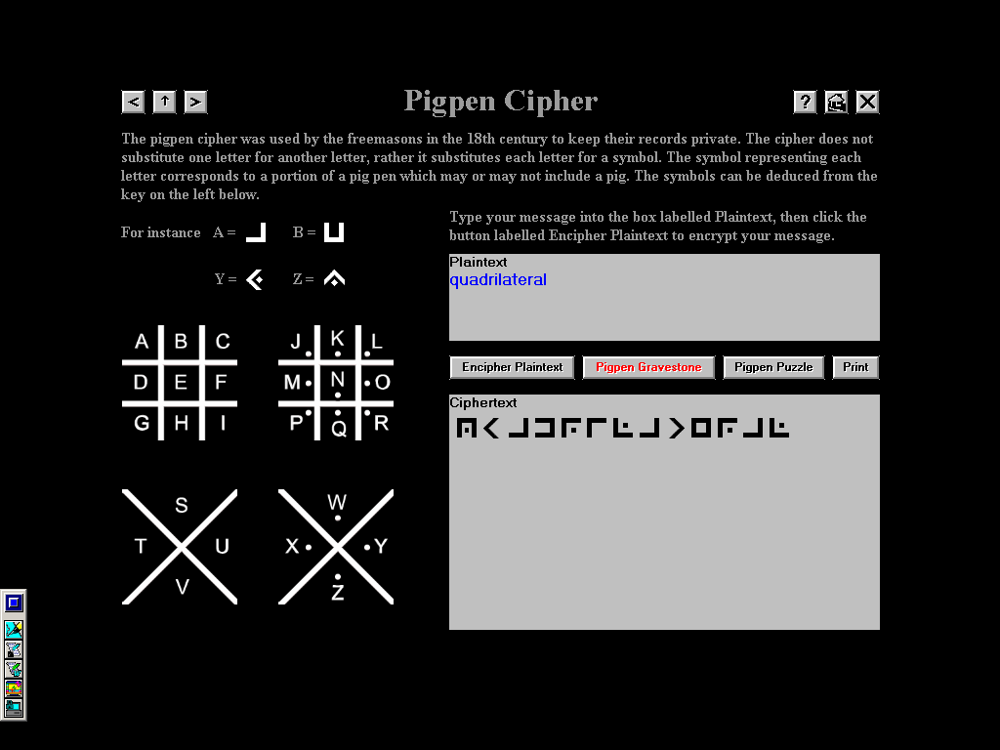 < ↑ > Pigpen Cipher ? X
The pigpen cipher was used by the freemasons in the 18th century to keep their records private. The cipher does not
substitute one letter for another letter, rather it substitutes each letter for a symbol. The symbol representing each
letter corresponds to a portion of a pig pen which may or may not include a pig. The symbols can be deduced from the
key on the left below.
For instance A = B =
Y = Z =
A B C
D E F
G H I
J K L
M N O
P Q R
S
T U
V
W
X Y
Z
Type your message into the box labelled Plaintext, then click the
button labelled Encipher Plaintext to encrypt your message.
Plaintext
quadrilateral
Encipher Plaintext Pigpen Gravestone Pigpen Puzzle Print
Ciphertext